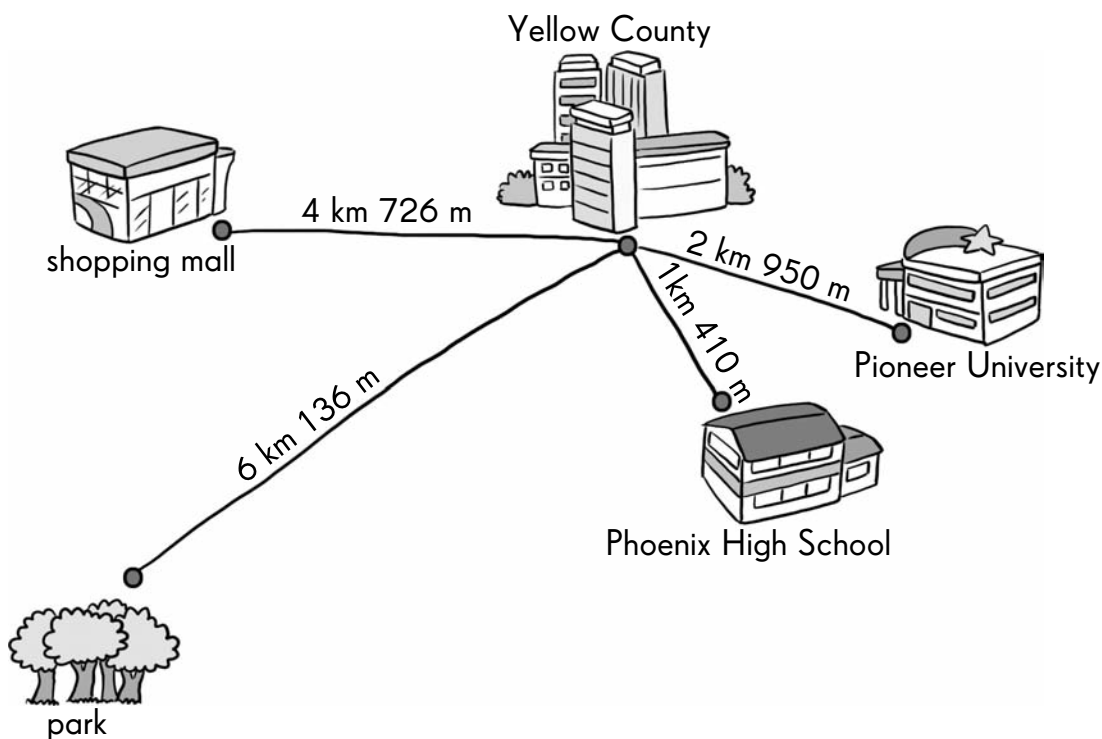 Yellow County
4 km 726 m
shopping mall
2 km 950 m
1km 410 m
Pioneer University
6 km 136 m
Phoenix High School
park